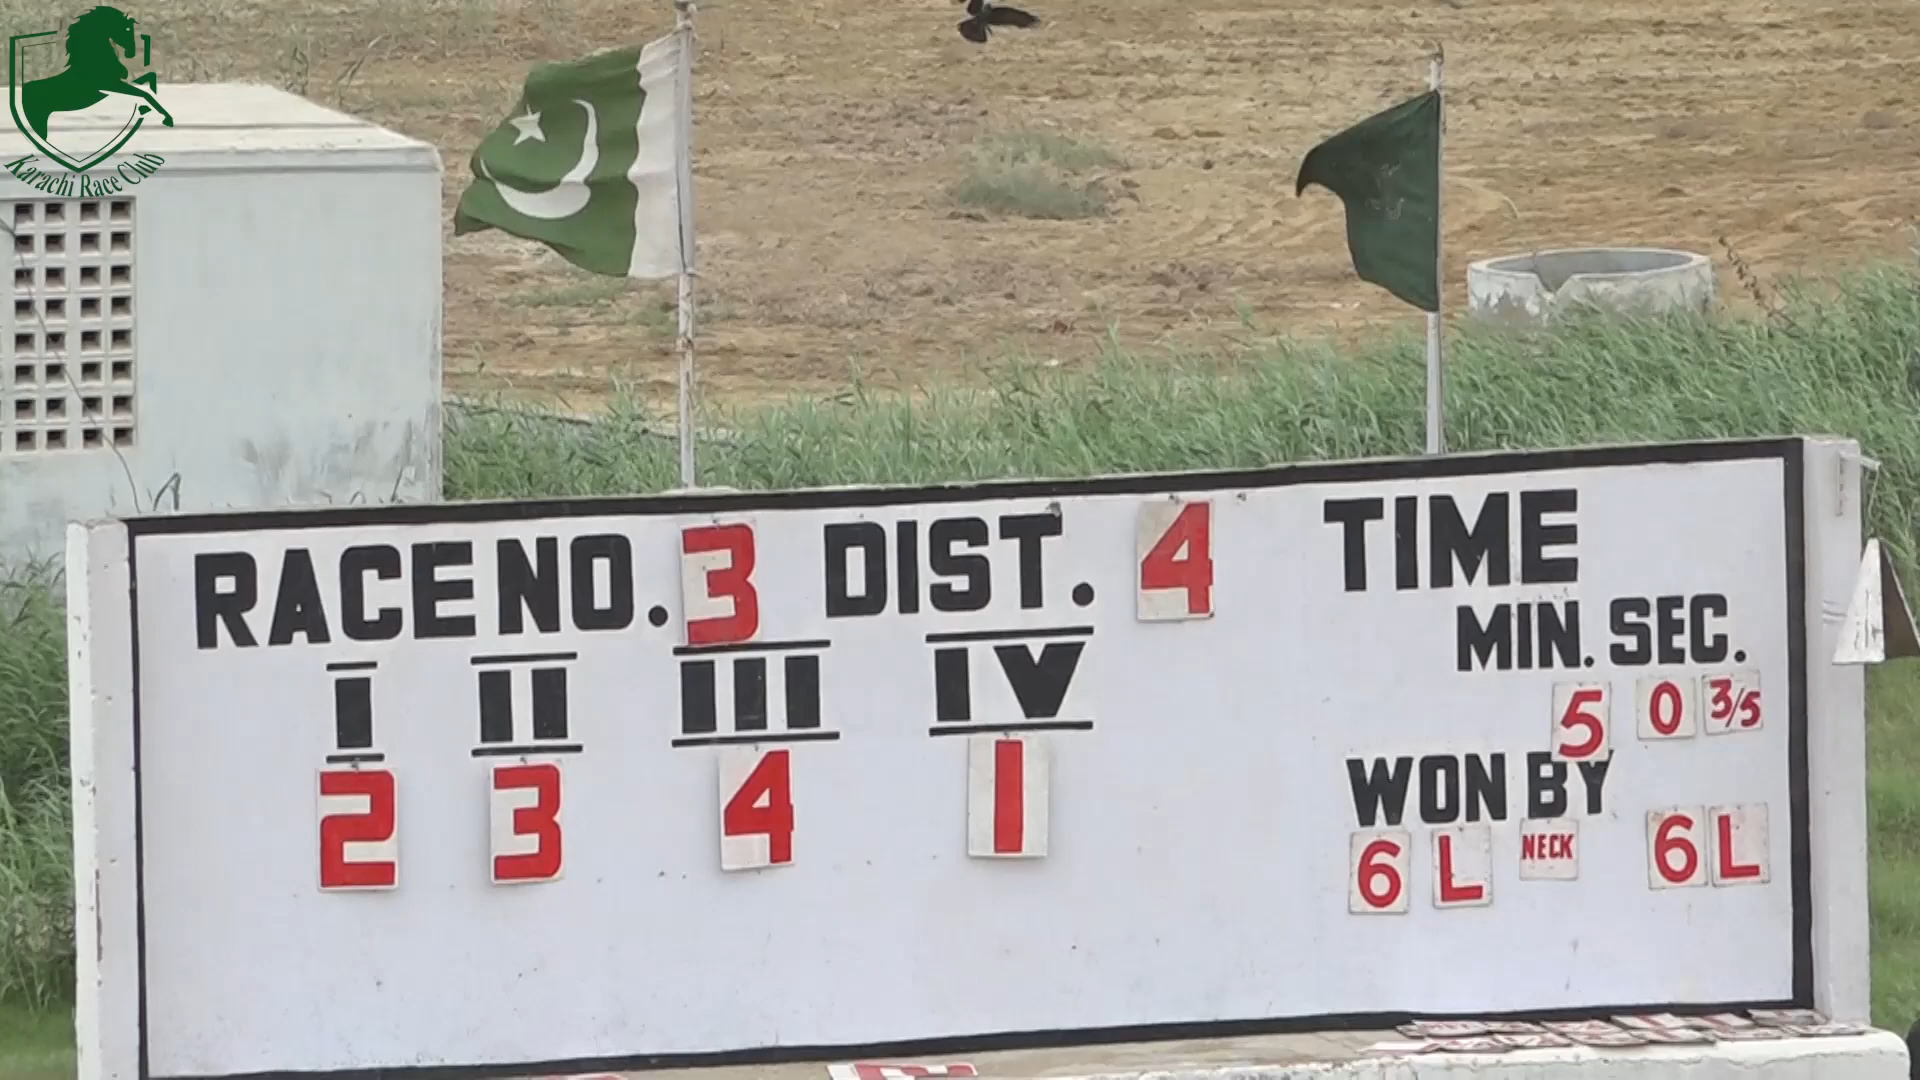 Karachi Race Club
RACE NO. 3 DIST. 4 TIME
MIN. SEC.
I II III IV
5 0 3/5
2 3 4 1
WON BY
6 L NECK 6 L